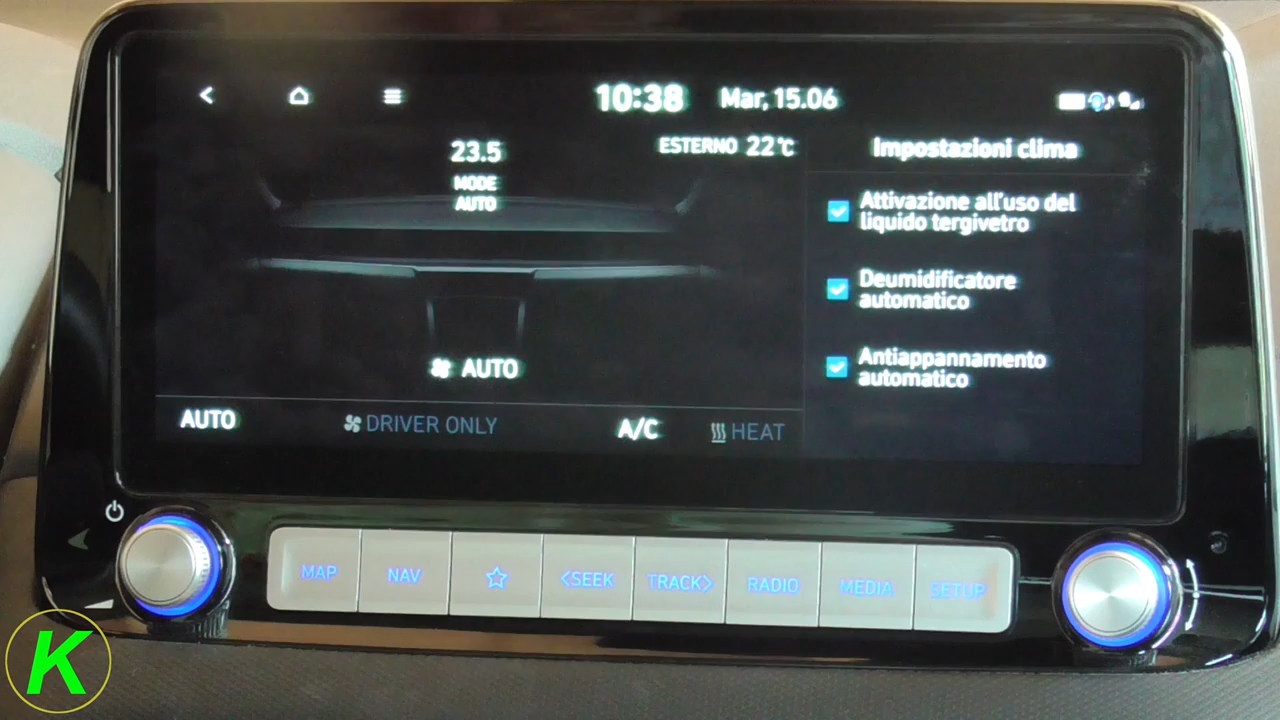 10:38 Mar, 15.06
23.5
MODE
AUTO
ESTERNO 22°C
AUTO
AUTO DRIVER ONLY A/C HEAT
Impostazioni clima
Attivazione all'uso del
liquido tergivetro
Deumidificatore
automatico
Antiappannamento
automatico
MAP NAV <SEEK TRACK> RADIO MEDIA SETUP
K